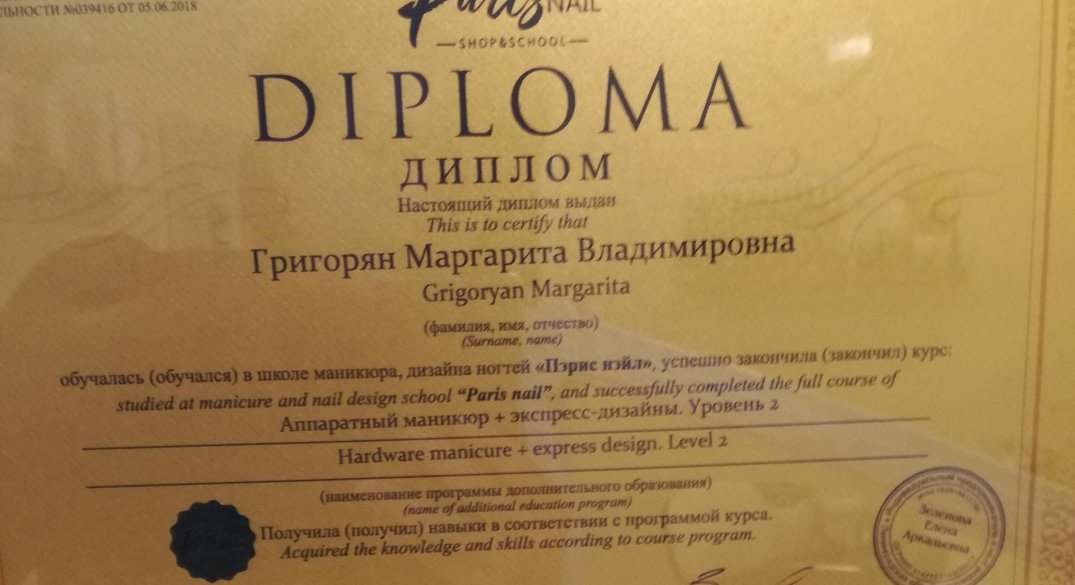 ЛЬНОСТИ №039416 ОТ 05.06.2018
Paris NAIL
SHOP&SCHOOL
DIPLOMA
ДИПЛОМ
Настоящий диплом выдан
This is to certify that
Григорян Маргарита Владимировна
Grigoryan Margarita
(фамилия, имя, отчество)
(Surname, name)
обучалась (обучался) в школе маникюра, дизайна ногтей «Пэрис нэйл», успешно закончила (закончил) курс:
studied at manicure and nail design school “Paris nail”, and successfully completed the full course of
Аппаратный маникюр + экспресс-дизайны. Уровень 2
Hardware manicure + express design. Level 2
(наименование программы дополнительного образования)
(name of additional education program)
Получила (получил) навыки в соответствии с программой курса.
Acquired the knowledge and skills according to course program.
Зеленова
Елена
Аркадьевна